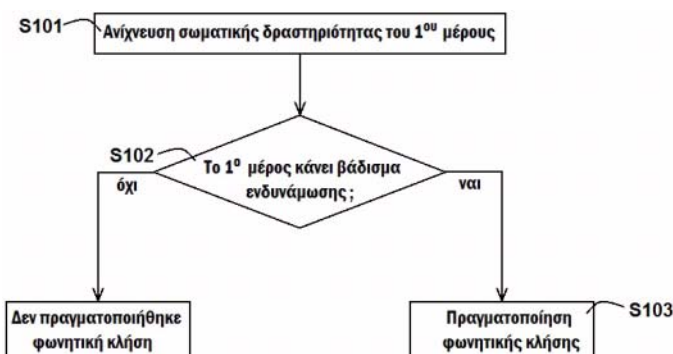 S101
Ανίχνευση σωματικής δραστηριότητας του 1ου μέρους
S102
Το 1ο μέρος κάνει βάδισμα
ενδυνάμωσης ;
όχι
ναι
Δεν πραγματοποιήθηκε
φωνητική κλήση
Πραγματοποίηση
φωνητικής κλήσης
S103